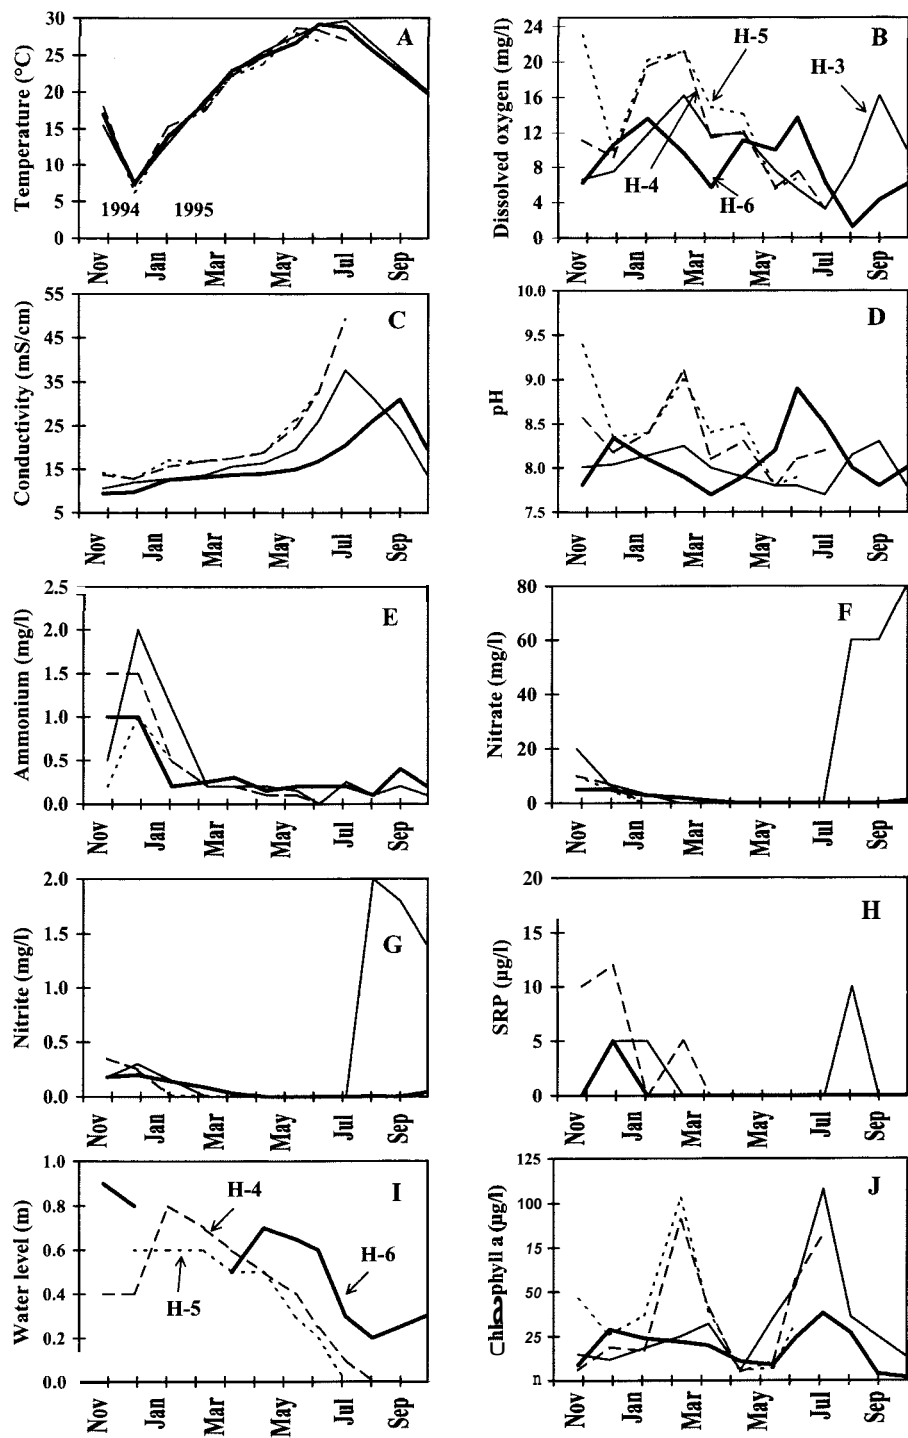 Temperature (°C)
30
25
20
15
10
5
0
A
1994
1995
Nov
Jan
Mar
May
Jul
Sep
Dissolved oxygen (mg/l)
24
20
16
12
8
4
0
B
H-5
H-3
H-4
H-6
Nov
Jan
Mar
May
Jul
Sep
Conductivity (mS/cm)
55
45
35
25
15
5
C
Nov
Jan
Mar
May
Jul
Sep
pH
10.0
9.5
9.0
8.5
8.0
7.5
D
Nov
Jan
Mar
May
Jul
Sep
Ammonium (mg/l)
2.5
2.0
1.5
1.0
0.5
0.0
E
Nov
Jan
Mar
May
Jul
Sep
Nitrate (mg/l)
80
60
40
20
0
F
Nov
Jan
Mar
May
Jul
Sep
Nitrite (mg/l)
2.0
1.5
1.0
0.5
0.0
G
Nov
Jan
Mar
May
Jul
Sep
SRP (µg/l)
20
15
10
5
0
H
Nov
Jan
Mar
May
Jul
Sep
Water level (m)
1.0
0.8
0.6
0.4
0.2
0.0
I
H-4
H-6
H-5
Nov
Jan
Mar
May
Jul
Sep
Chlorophyll a (µg/l)
125
100
15
50
25
n
J
Nov
Jan
Mar
May
Jul
Sep